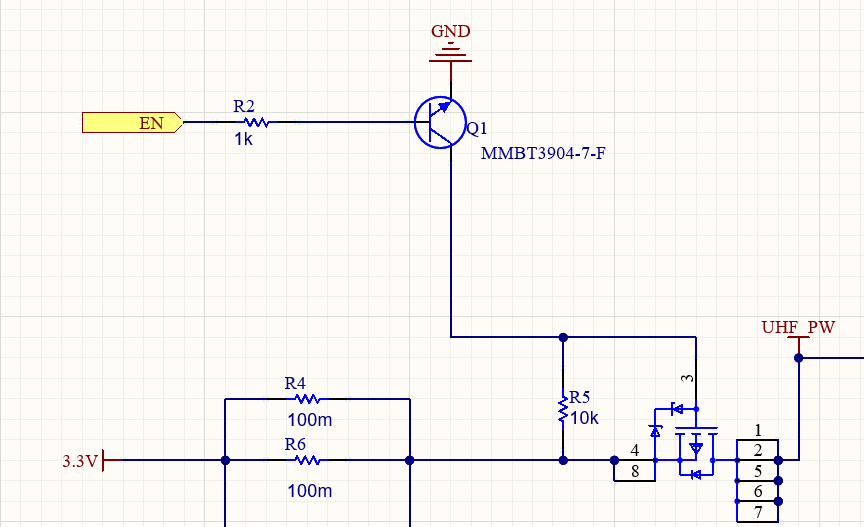 GND
R2
EN
1k
Q1
MMBT3904-7-F
UHF_PW
3
R4
100m
R5
10k
R6
3.3V
100m
4
8
1
2
5
6
7